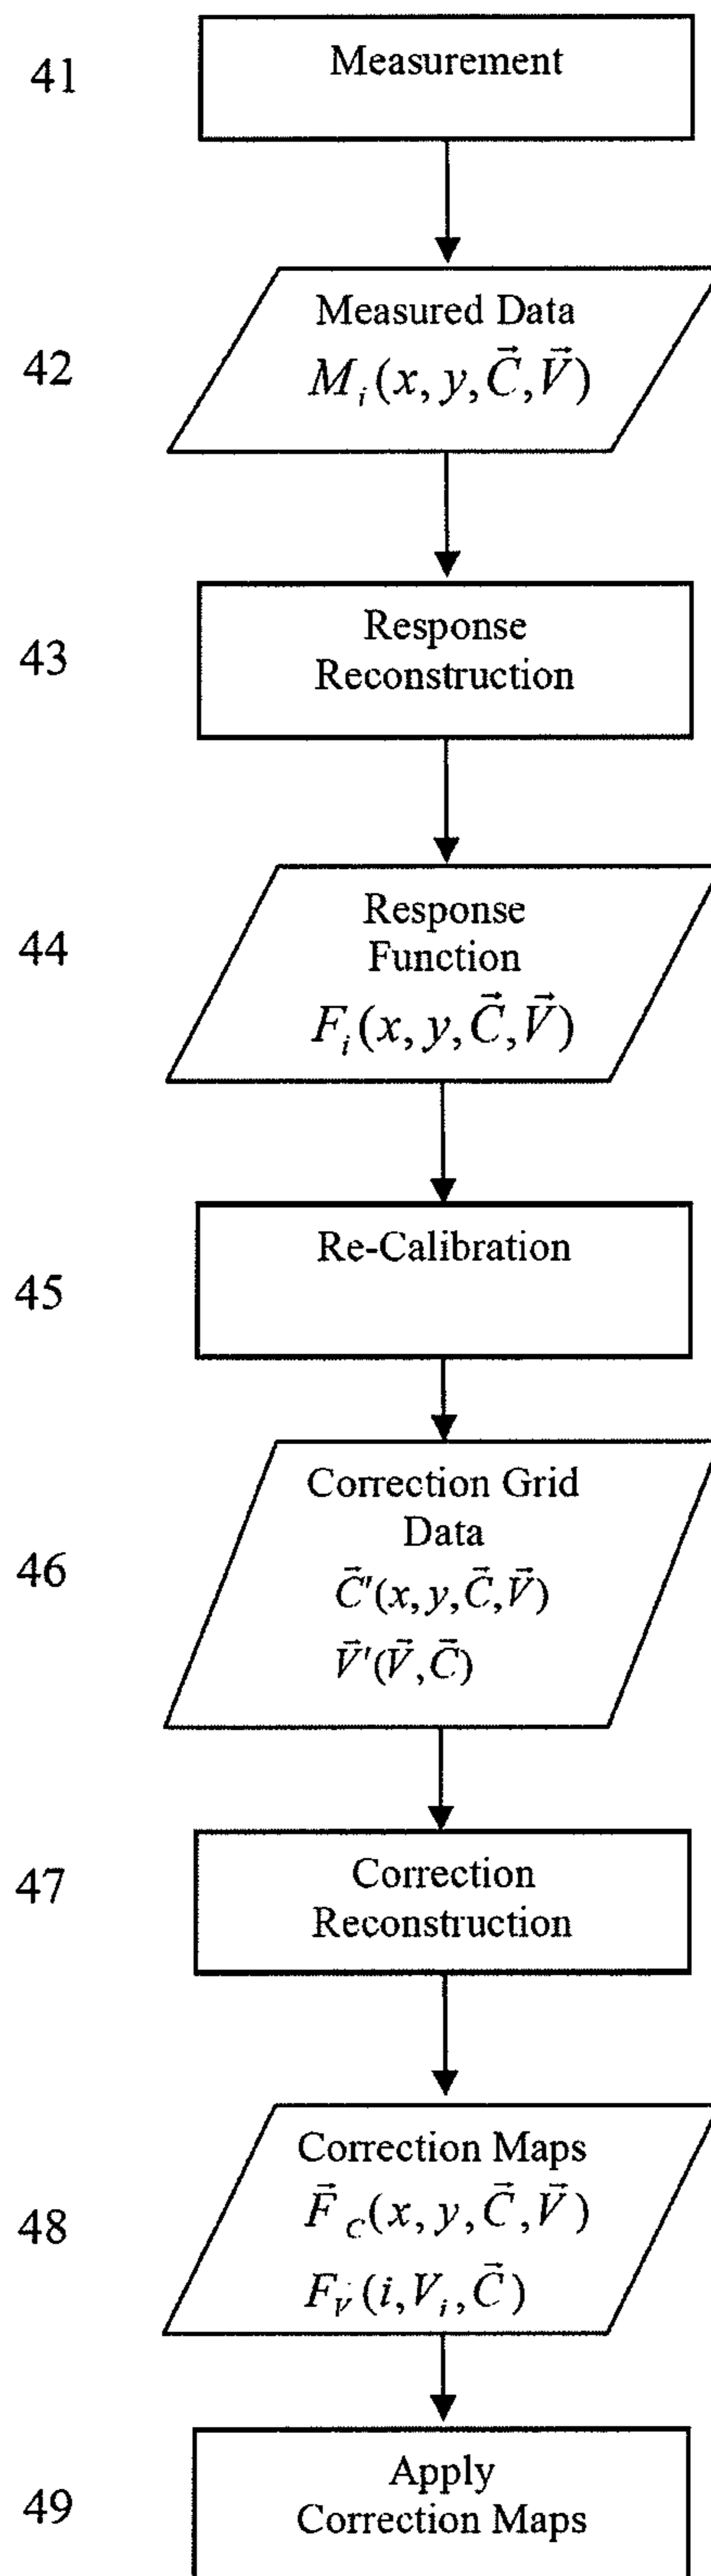 41
Measurement
42
Measured Data
M_i(x, y, C⃗, V⃗)
43
Response
Reconstruction
44
Response
Function
F_i(x, y, C⃗, V⃗)
45
Re-Calibration
46
Correction Grid
Data
C⃗'(x, y, C⃗, V⃗)
V⃗'(V⃗, C⃗)
47
Correction
Reconstruction
48
Correction Maps
F⃗_C(x, y, C⃗, V⃗)
F_V(i, V_i, C⃗)
49
Apply
Correction Maps